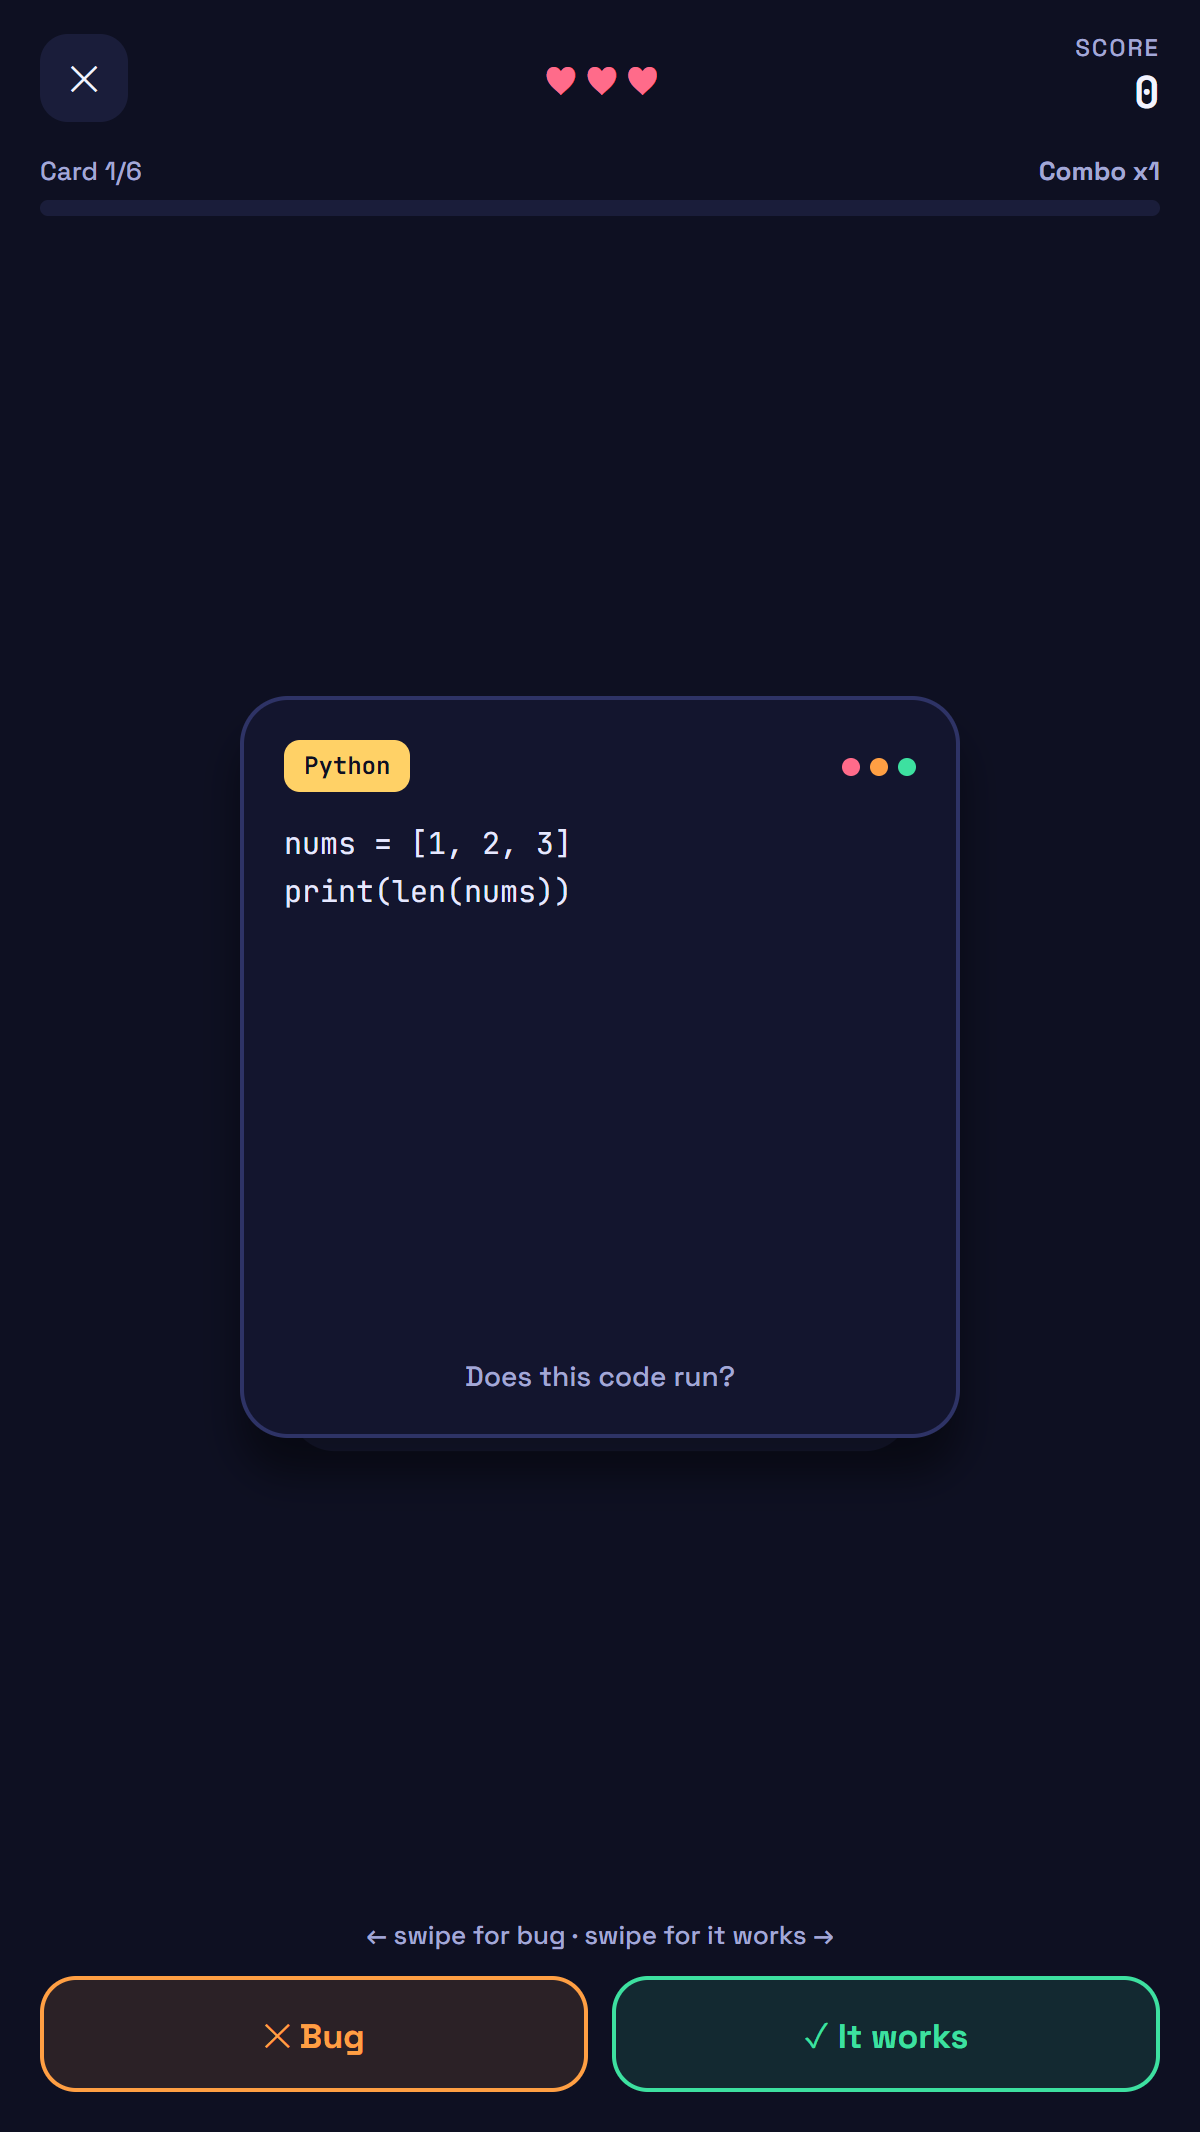 SCORE
0
Card 1/6
Combo x1
Python
nums = [1, 2, 3]
print(len(nums))
Does this code run?
← swipe for bug · swipe for it works →
✕ Bug
✓ It works